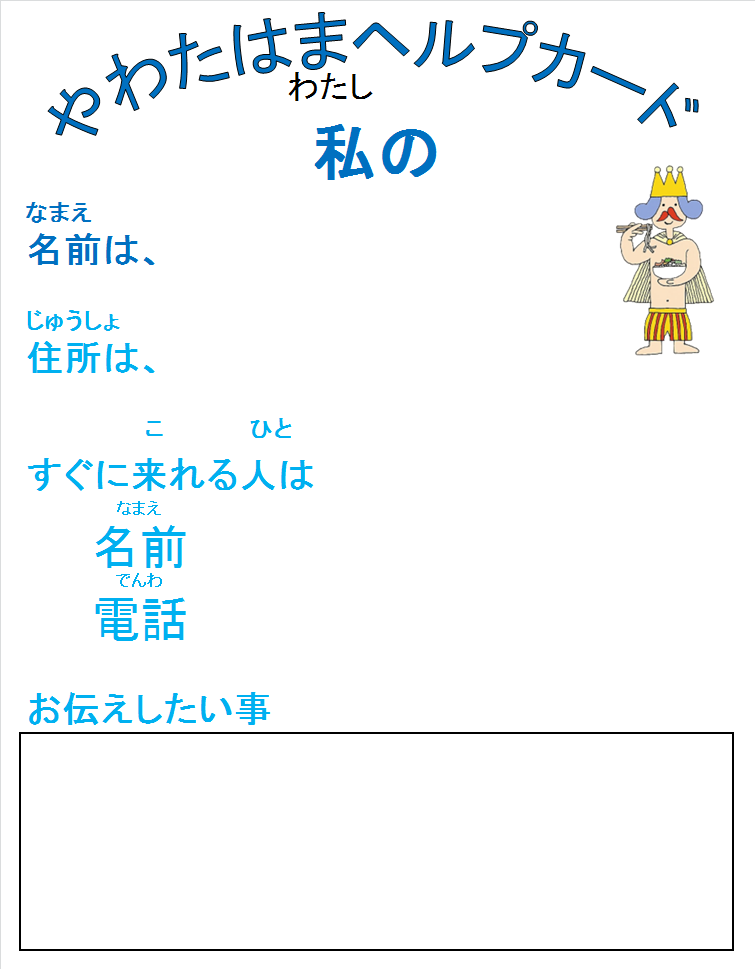 やわたはまヘルプカード
わたし
私の
なまえ
名前は、
じゅうしょ
住所は、
こ ひと
すぐに来れる人は
なまえ
名前
でんわ
電話
お伝えしたい事